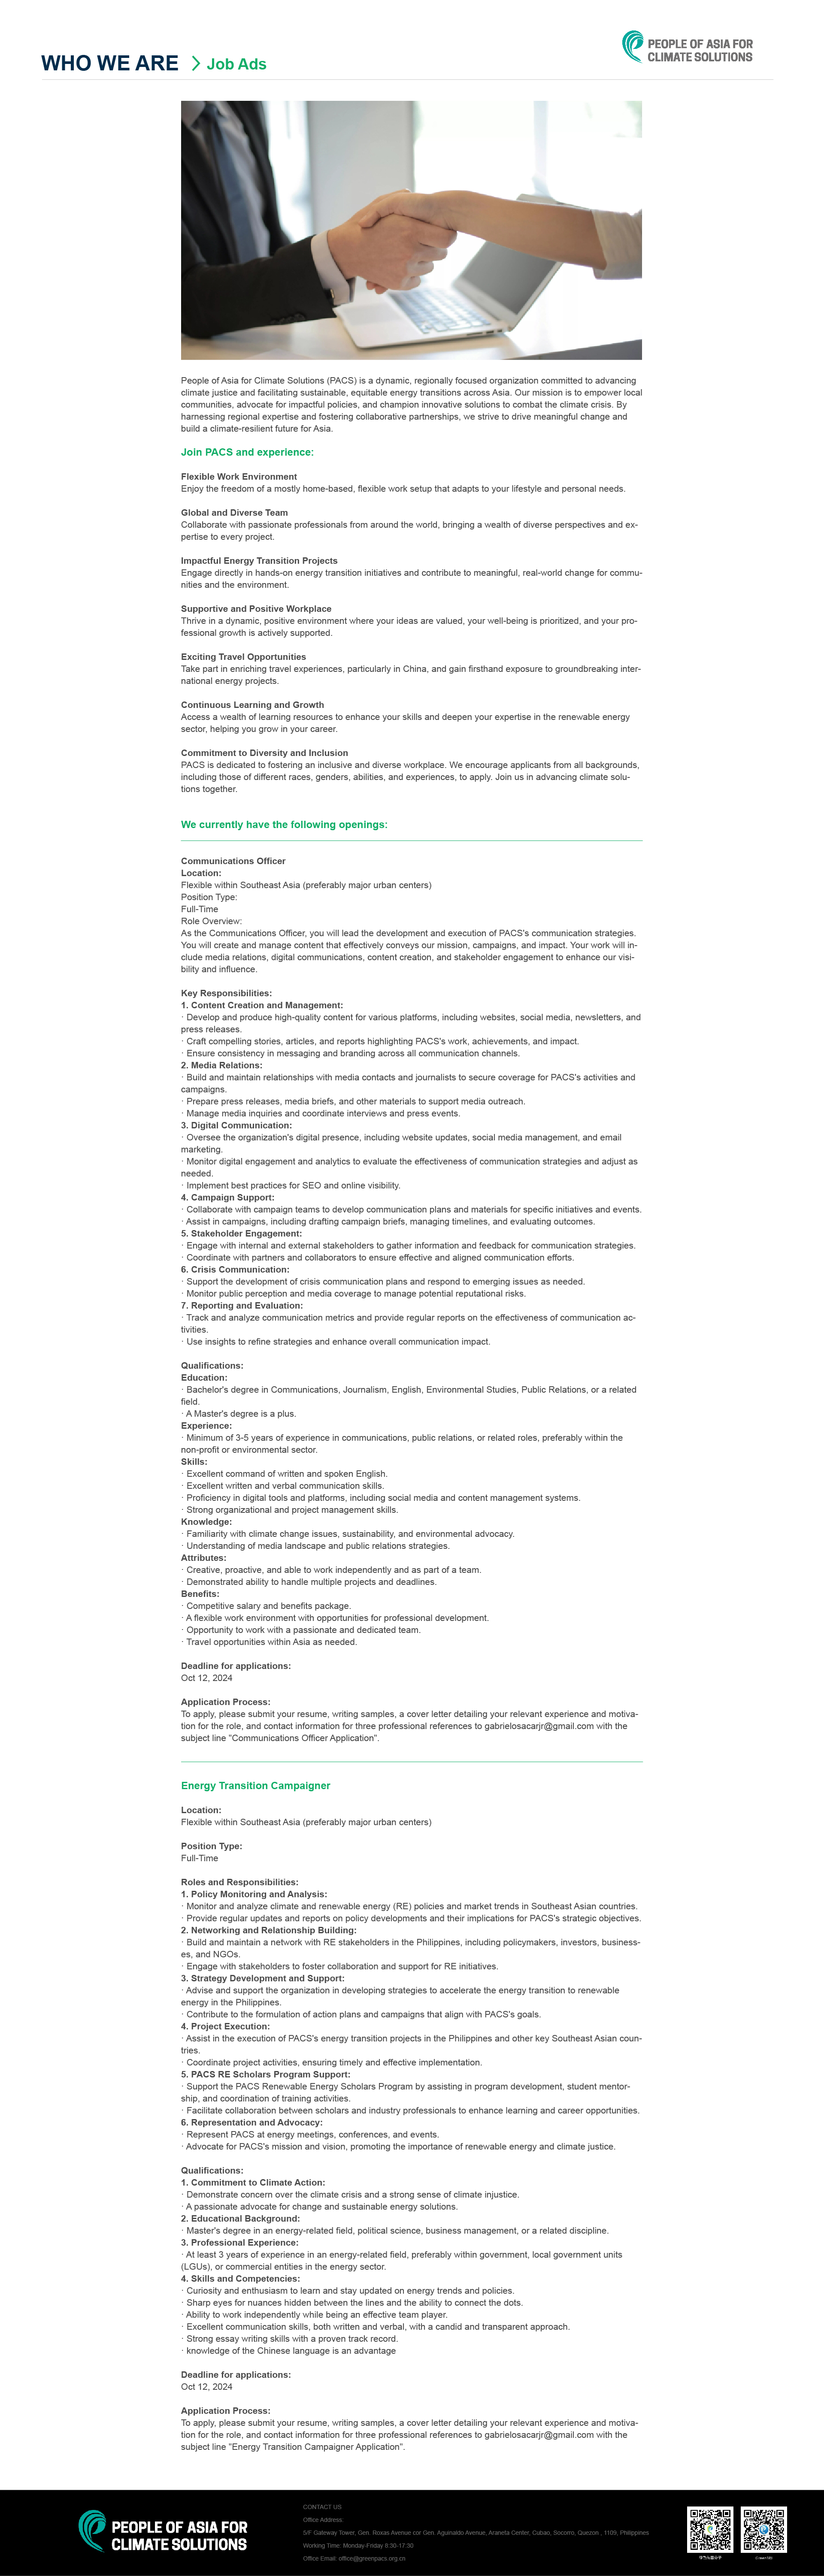 WHO WE ARE > Job Ads
PEOPLE OF ASIA FOR
CLIMATE SOLUTIONS
People of Asia for Climate Solutions (PACS) is a dynamic, regionally focused organization committed to advancing
climate justice and facilitating sustainable, equitable energy transitions across Asia. Our mission is to empower local
communities, advocate for impactful policies, and champion innovative solutions to combat the climate crisis. By
harnessing regional expertise and fostering collaborative partnerships, we strive to drive meaningful change and
build a climate-resilient future for Asia.
Join PACS and experience:
Flexible Work Environment
Enjoy the freedom of a mostly home-based, flexible work setup that adapts to your lifestyle and personal needs.
Global and Diverse Team
Collaborate with passionate professionals from around the world, bringing a wealth of diverse perspectives and ex-
pertise to every project.
Impactful Energy Transition Projects
Engage directly in hands-on energy transition initiatives and contribute to meaningful, real-world change for commu-
nities and the environment.
Supportive and Positive Workplace
Thrive in a dynamic, positive environment where your ideas are valued, your well-being is prioritized, and your pro-
fessional growth is actively supported.
Exciting Travel Opportunities
Take part in enriching travel experiences, particularly in China, and gain firsthand exposure to groundbreaking inter-
national energy projects.
Continuous Learning and Growth
Access a wealth of learning resources to enhance your skills and deepen your expertise in the renewable energy
sector, helping you grow in your career.
Commitment to Diversity and Inclusion
PACS is dedicated to fostering an inclusive and diverse workplace. We encourage applicants from all backgrounds,
including those of different races, genders, abilities, and experiences, to apply. Join us in advancing climate solu-
tions together.
We currently have the following openings:
Communications Officer
Location:
Flexible within Southeast Asia (preferably major urban centers)
Position Type:
Full-Time
Role Overview:
As the Communications Officer, you will lead the development and execution of PACS's communication strategies.
You will create and manage content that effectively conveys our mission, campaigns, and impact. Your work will in-
clude media relations, digital communications, content creation, and stakeholder engagement to enhance our visi-
bility and influence.
Key Responsibilities:
1. Content Creation and Management:
· Develop and produce high-quality content for various platforms, including websites, social media, newsletters, and
press releases.
· Craft compelling stories, articles, and reports highlighting PACS's work, achievements, and impact.
· Ensure consistency in messaging and branding across all communication channels.
2. Media Relations:
· Build and maintain relationships with media contacts and journalists to secure coverage for PACS's activities and
campaigns.
· Prepare press releases, media briefs, and other materials to support media outreach.
· Manage media inquiries and coordinate interviews and press events.
3. Digital Communication:
· Oversee the organization's digital presence, including website updates, social media management, and email
marketing.
· Monitor digital engagement and analytics to evaluate the effectiveness of communication strategies and adjust as
needed.
· Implement best practices for SEO and online visibility.
4. Campaign Support:
· Collaborate with campaign teams to develop communication plans and materials for specific initiatives and events.
· Assist in campaigns, including drafting campaign briefs, managing timelines, and evaluating outcomes.
5. Stakeholder Engagement:
· Engage with internal and external stakeholders to gather information and feedback for communication strategies.
· Coordinate with partners and collaborators to ensure effective and aligned communication efforts.
6. Crisis Communication:
· Support the development of crisis communication plans and respond to emerging issues as needed.
· Monitor public perception and media coverage to manage potential reputational risks.
7. Reporting and Evaluation:
· Track and analyze communication metrics and provide regular reports on the effectiveness of communication ac-
tivities.
· Use insights to refine strategies and enhance overall communication impact.
Qualifications:
Education:
· Bachelor's degree in Communications, Journalism, English, Environmental Studies, Public Relations, or a related
field.
· A Master's degree is a plus.
Experience:
· Minimum of 3-5 years of experience in communications, public relations, or related roles, preferably within the
non-profit or environmental sector.
Skills:
· Excellent command of written and spoken English.
· Excellent written and verbal communication skills.
· Proficiency in digital tools and platforms, including social media and content management systems.
· Strong organizational and project management skills.
Knowledge:
· Familiarity with climate change issues, sustainability, and environmental advocacy.
· Understanding of media landscape and public relations strategies.
Attributes:
· Creative, proactive, and able to work independently and as part of a team.
· Demonstrated ability to handle multiple projects and deadlines.
Benefits:
· Competitive salary and benefits package.
· A flexible work environment with opportunities for professional development.
· Opportunity to work with a passionate and dedicated team.
· Travel opportunities within Asia as needed.
Deadline for applications:
Oct 12, 2024
Application Process:
To apply, please submit your resume, writing samples, a cover letter detailing your relevant experience and motiva-
tion for the role, and contact information for three professional references to gabrielosacarjr@gmail.com with the
subject line "Communications Officer Application".
Energy Transition Campaigner
Location:
Flexible within Southeast Asia (preferably major urban centers)
Position Type:
Full-Time
Roles and Responsibilities:
1. Policy Monitoring and Analysis:
· Monitor and analyze climate and renewable energy (RE) policies and market trends in Southeast Asian countries.
· Provide regular updates and reports on policy developments and their implications for PACS's strategic objectives.
2. Networking and Relationship Building:
· Build and maintain a network with RE stakeholders in the Philippines, including policymakers, investors, business-
es, and NGOs.
· Engage with stakeholders to foster collaboration and support for RE initiatives.
3. Strategy Development and Support:
· Advise and support the organization in developing strategies to accelerate the energy transition to renewable
energy in the Philippines.
· Contribute to the formulation of action plans and campaigns that align with PACS's goals.
4. Project Execution:
· Assist in the execution of PACS's energy transition projects in the Philippines and other key Southeast Asian coun-
tries.
· Coordinate project activities, ensuring timely and effective implementation.
5. PACS RE Scholars Program Support:
· Support the PACS Renewable Energy Scholars Program by assisting in program development, student mentor-
ship, and coordination of training activities.
· Facilitate collaboration between scholars and industry professionals to enhance learning and career opportunities.
6. Representation and Advocacy:
· Represent PACS at energy meetings, conferences, and events.
· Advocate for PACS's mission and vision, promoting the importance of renewable energy and climate justice.
Qualifications:
1. Commitment to Climate Action:
· Demonstrate concern over the climate crisis and a strong sense of climate injustice.
· A passionate advocate for change and sustainable energy solutions.
2. Educational Background:
· Master's degree in an energy-related field, political science, business management, or a related discipline.
3. Professional Experience:
· At least 3 years of experience in an energy-related field, preferably within government, local government units
(LGUs), or commercial entities in the energy sector.
4. Skills and Competencies:
· Curiosity and enthusiasm to learn and stay updated on energy trends and policies.
· Sharp eyes for nuances hidden between the lines and the ability to connect the dots.
· Ability to work independently while being an effective team player.
· Excellent communication skills, both written and verbal, with a candid and transparent approach.
· Strong essay writing skills with a proven track record.
· knowledge of the Chinese language is an advantage
Deadline for applications:
Oct 12, 2024
Application Process:
To apply, please submit your resume, writing samples, a cover letter detailing your relevant experience and motiva-
tion for the role, and contact information for three professional references to gabrielosacarjr@gmail.com with the
subject line "Energy Transition Campaigner Application".
PEOPLE OF ASIA FOR
CLIMATE SOLUTIONS
CONTACT US
Office Address:
5/F Gateway Tower, Gen. Roxas Avenue cor Gen. Aguinaldo Avenue, Araneta Center, Cubao, Socorro, Quezon , 1109, Philippines
Working Time: Monday-Friday 8:30-17:30
Office Email: office@greenpacs.org.cn